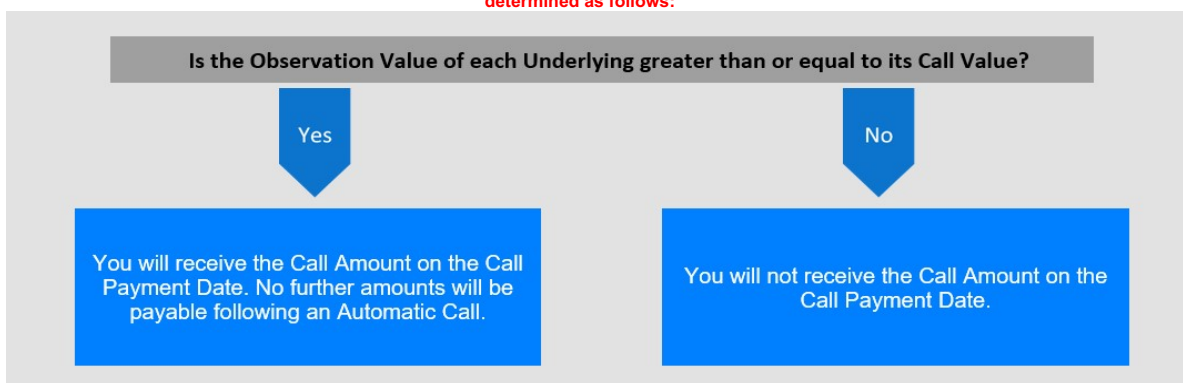 determined as follows:
Is the Observation Value of each Underlying greater than or equal to its Call Value?
Yes
No
You will receive the Call Amount on the Call
Payment Date. No further amounts will be
payable following an Automatic Call.
You will not receive the Call Amount on the
Call Payment Date.